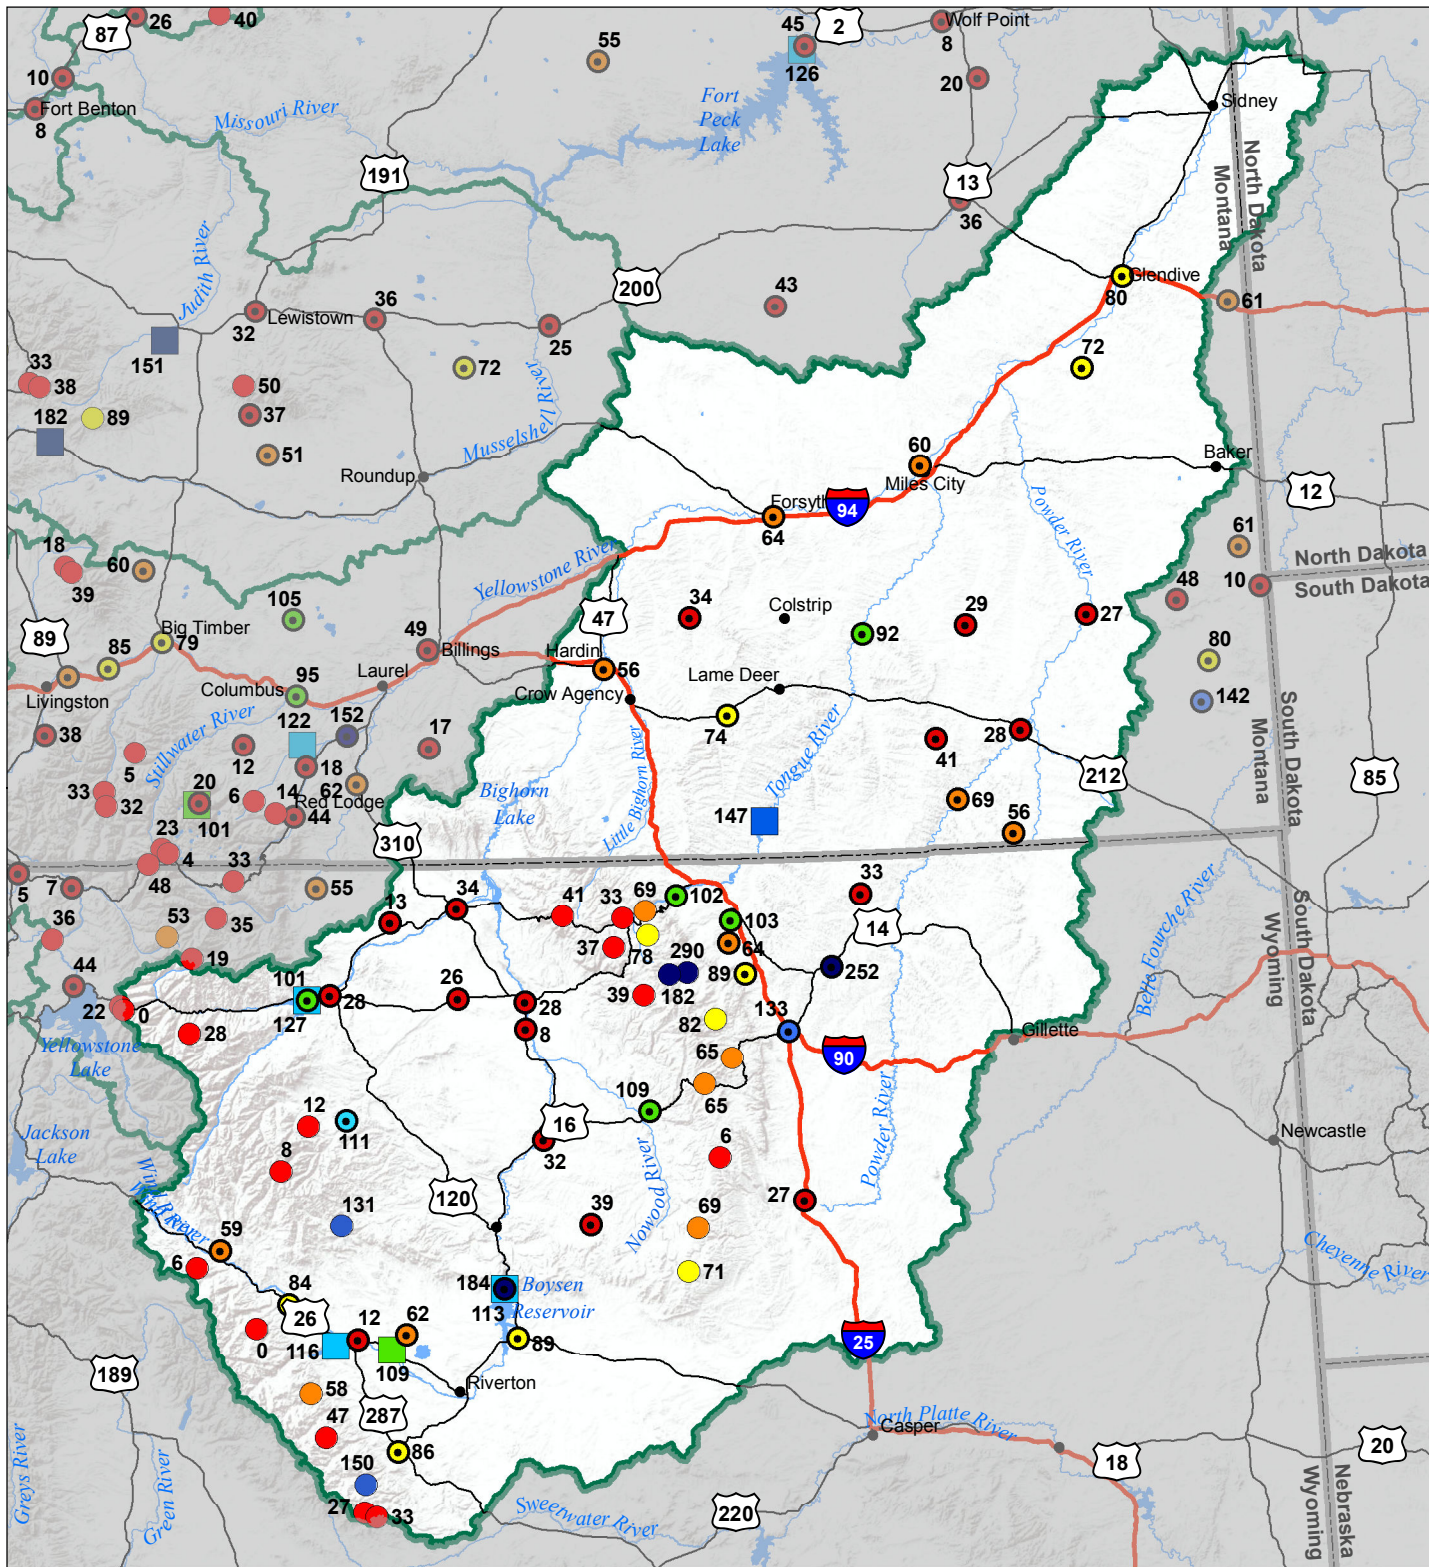 26
40
87
45
2
Wolf Point
8
55
126
10
20
Fort Benton
8
Missouri River
Fort
Peck
Lake
Sidney
191
13
36
North Dakota
Montana
Judith River
200
43
Glendive
80
61
36
32
Lewistown
25
151
72
72
33
38
50
37
89
182
51
Musselshell River
60
Miles City
Baker
12
Roundup
Forsyth
94
64
Powder River
61
North Dakota
South Dakota
18
39
60
Yellowstone River
48
10
105
34
Colstrip
29
27
47
92
89
Big Timber
79
85
49
Billings
Hardin
56
80
Livingston
Columbus
95
Laurel
Crow Agency
Lame Deer
142
South Dakota
Montana
38
Stillwater River
122
152
17
74
28
41
5
12
18
62
Little Bighorn River
Tongue River
212
85
33
32
20
101
6
14
Red Lodge
44
Bighorn
Lake
147
69
56
23
4
48
33
310
5
7
55
33
36
53
35
13
34
41
33
69
102
103
14
Belle Fourche River
South Dakota
Wyoming
19
37
78
64
44
101
127
28
26
28
290
182
89
252
22
0
39
28
8
82
133
Gillette
Yellowstone
Lake
65
90
12
111
109
65
16
Jackson
Lake
8
32
6
Powder River
Newcastle
Wind River
Wind River
120
131
39
Nowood River
69
27
59
6
71
Cheyenne River
84
26
184
113
Boysen
Reservoir
0
12
62
116
109
89
25
189
58
Riverton
287
47
86
North Platte River
Casper
18
20
150
27
33
Sweetwater River
220
Greys River
Green River
Nebraska
Wyoming